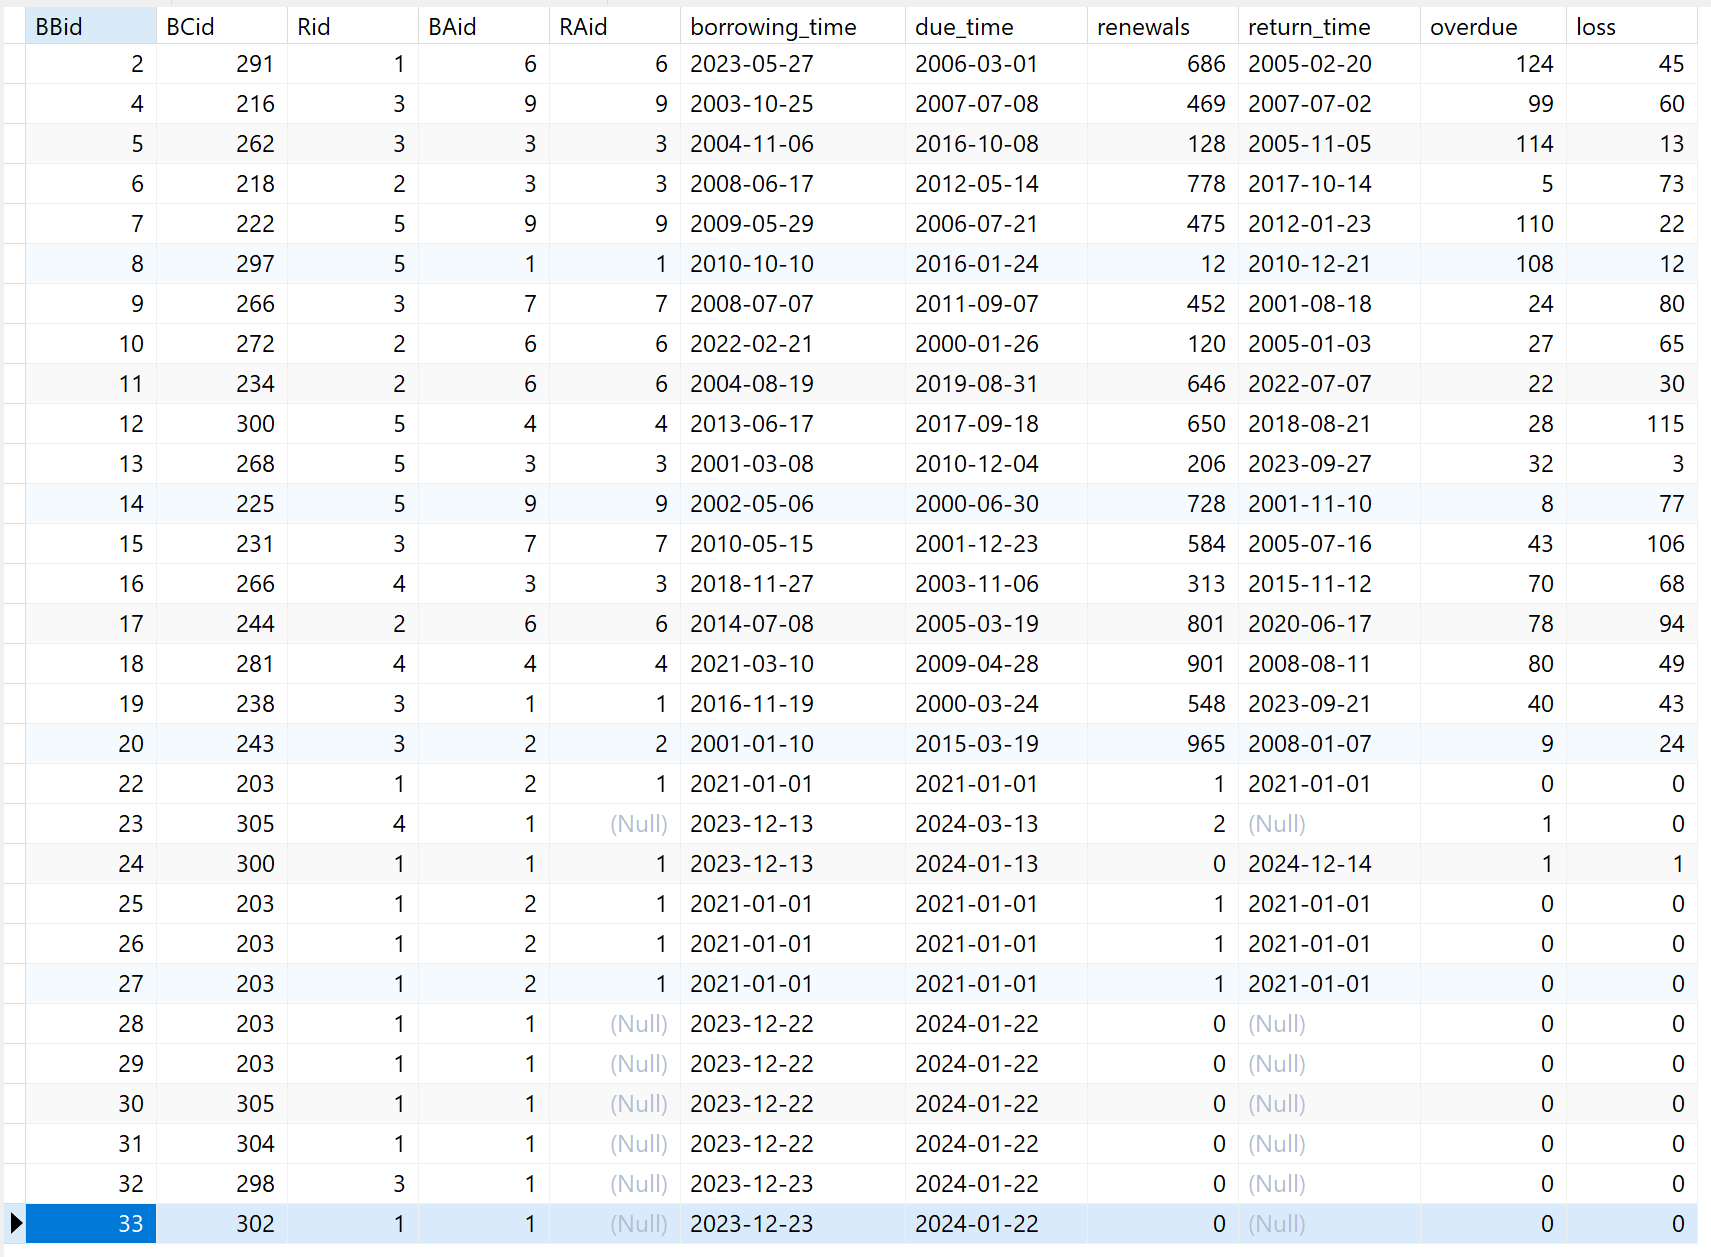 BBid BCid Rid BAid RAid borrowing_time due_time renewals return_time overdue loss
2 291 1 6 6 2023-05-27 2006-03-01 686 2005-02-20 124 45
4 216 3 9 9 2003-10-25 2007-07-08 469 2007-07-02 99 60
5 262 3 3 3 2004-11-06 2016-10-08 128 2005-11-05 114 13
6 218 2 3 3 2008-06-17 2012-05-14 778 2017-10-14 5 73
7 222 5 9 9 2009-05-29 2006-07-21 475 2012-01-23 110 22
8 297 5 1 1 2010-10-10 2016-01-24 12 2010-12-21 108 12
9 266 3 7 7 2008-07-07 2011-09-07 452 2001-08-18 24 80
10 272 2 6 6 2022-02-21 2000-01-26 120 2005-01-03 27 65
11 234 2 6 6 2004-08-19 2019-08-31 646 2022-07-07 22 30
12 300 5 4 4 2013-06-17 2017-09-18 650 2018-08-21 28 115
13 268 5 3 3 2001-03-08 2010-12-04 206 2023-09-27 32 3
14 225 5 9 9 2002-05-06 2000-06-30 728 2001-11-10 8 77
15 231 3 7 7 2010-05-15 2001-12-23 584 2005-07-16 43 106
16 266 4 3 3 2018-11-27 2003-11-06 313 2015-11-12 70 68
17 244 2 6 6 2014-07-08 2005-03-19 801 2020-06-17 78 94
18 281 4 4 4 2021-03-10 2009-04-28 901 2008-08-11 80 49
19 238 3 1 1 2016-11-19 2000-03-24 548 2023-09-21 40 43
20 243 3 2 2 2001-01-10 2015-03-19 965 2008-01-07 9 24
22 203 1 2 1 2021-01-01 2021-01-01 1 2021-01-01 0 0
23 305 4 1 (Null) 2023-12-13 2024-03-13 2 (Null) 1 0
24 300 1 1 1 2023-12-13 2024-01-13 0 2024-12-14 1 1
25 203 1 2 1 2021-01-01 2021-01-01 1 2021-01-01 0 0
26 203 1 2 1 2021-01-01 2021-01-01 1 2021-01-01 0 0
27 203 1 2 1 2021-01-01 2021-01-01 1 2021-01-01 0 0
28 203 1 1 (Null) 2023-12-22 2024-01-22 0 (Null) 0 0
29 203 1 1 (Null) 2023-12-22 2024-01-22 0 (Null) 0 0
30 305 1 1 (Null) 2023-12-22 2024-01-22 0 (Null) 0 0
31 304 1 1 (Null) 2023-12-22 2024-01-22 0 (Null) 0 0
32 298 3 1 (Null) 2023-12-23 2024-01-22 0 (Null) 0 0
33 302 1 1 (Null) 2023-12-23 2024-01-22 0 (Null) 0 0